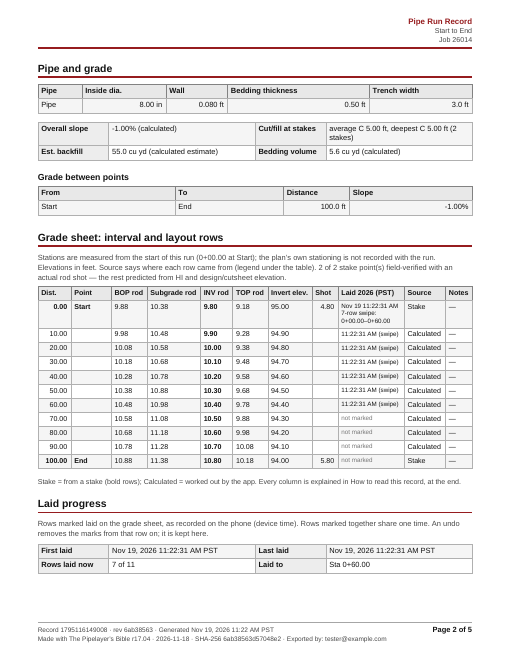 Pipe Run Record
Start to End
Job 26014
Pipe and grade
Pipe Inside dia. Wall Bedding thickness Trench width
Pipe 8.00 in 0.080 ft 0.50 ft 3.0 ft
Overall slope -1.00% (calculated) Cut/fill at stakes average C 5.00 ft, deepest C 5.00 ft (2
stakes)
Est. backfill 55.0 cu yd (calculated estimate) Bedding volume 5.6 cu yd (calculated)
Grade between points
From To Distance Slope
Start End 100.0 ft -1.00%
Grade sheet: interval and layout rows
Stations are measured from the start of this run (0+00.00 at Start); the plan's own stationing is not recorded with the run.
Elevations in feet. Source says where each row came from (legend under the table). 2 of 2 stake point(s) field-verified with an
actual rod shot — the rest predicted from HI and design/cutsheet elevation.
Dist. Point BOP rod Subgrade rod INV rod TOP rod Invert elev. Shot Laid 2026 (PST) Source Notes
0.00 Start 9.88 10.38 9.80 9.18 95.00 4.80 Nov 19 11:22:31 AM Stake —
7-row swipe:
0+00.00–0+60.00
10.00 9.98 10.48 9.90 9.28 94.90 11:22:31 AM (swipe) Calculated —
20.00 10.08 10.58 10.00 9.38 94.80 11:22:31 AM (swipe) Calculated —
30.00 10.18 10.68 10.10 9.48 94.70 11:22:31 AM (swipe) Calculated —
40.00 10.28 10.78 10.20 9.58 94.60 11:22:31 AM (swipe) Calculated —
50.00 10.38 10.88 10.30 9.68 94.50 11:22:31 AM (swipe) Calculated —
60.00 10.48 10.98 10.40 9.78 94.40 11:22:31 AM (swipe) Calculated —
70.00 10.58 11.08 10.50 9.88 94.30 not marked Calculated —
80.00 10.68 11.18 10.60 9.98 94.20 not marked Calculated —
90.00 10.78 11.28 10.70 10.08 94.10 not marked Calculated —
100.00 End 10.88 11.38 10.80 10.18 94.00 5.80 not marked Stake —
Stake = from a stake (bold rows); Calculated = worked out by the app. Every column is explained in How to read this record, at the end.
Laid progress
Rows marked laid on the grade sheet, as recorded on the phone (device time). Rows marked together share one time. An undo
removes the marks from that row on; it is kept here.
First laid Nov 19, 2026 11:22:31 AM PST Last laid Nov 19, 2026 11:22:31 AM PST
Rows laid now 7 of 11 Laid to Sta 0+60.00
Record 1795116149008 · rev 6ab38563 · Generated Nov 19, 2026 11:22 AM PST Page 2 of 5
Made with The Pipelayer's Bible r17.04 · 2026-11-18 · SHA-256 6ab38563d57048e2 · Exported by: tester@example.com